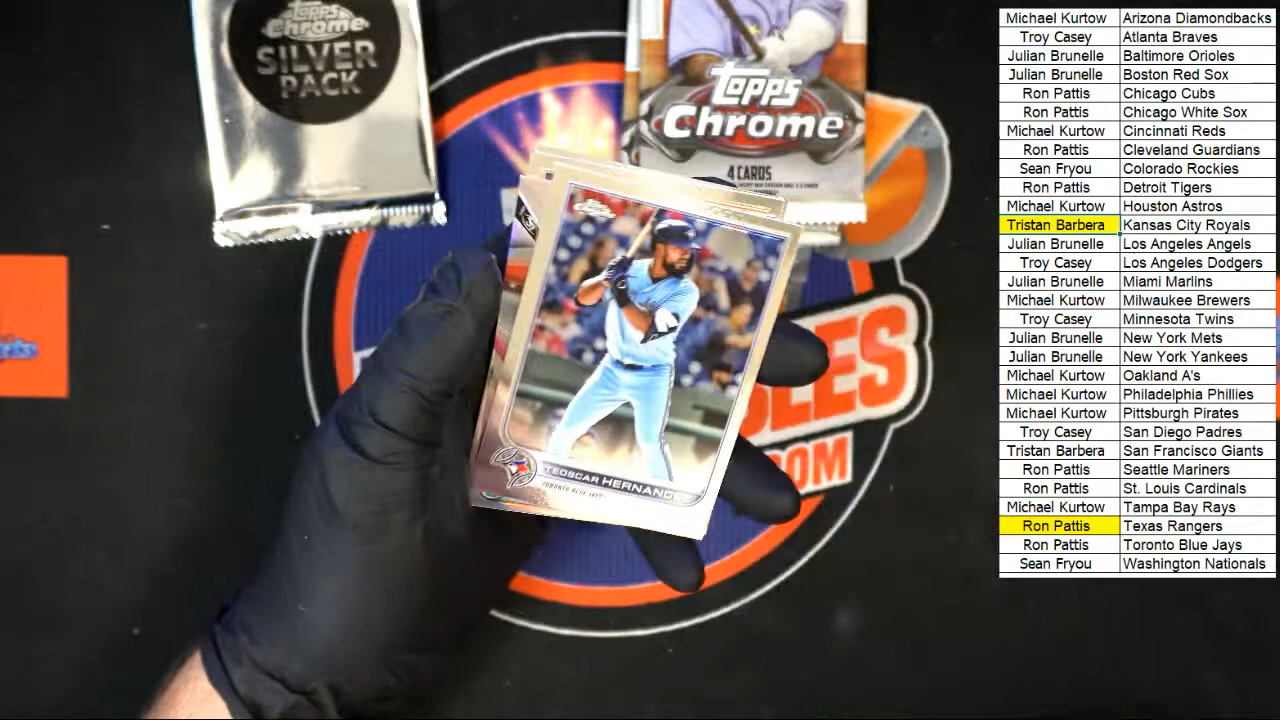 Topps
Chrome
SILVER
PACK
Topps
Chrome
4 CARDS
TEOSCAR HERNANDEZ
TORONTO BLUE JAYS
LES
OM
Michael Kurtow Arizona Diamondbacks
Troy Casey Atlanta Braves
Julian Brunelle Baltimore Orioles
Julian Brunelle Boston Red Sox
Ron Pattis Chicago Cubs
Ron Pattis Chicago White Sox
Michael Kurtow Cincinnati Reds
Ron Pattis Cleveland Guardians
Sean Fryou Colorado Rockies
Ron Pattis Detroit Tigers
Michael Kurtow Houston Astros
Tristan Barbera Kansas City Royals
Julian Brunelle Los Angeles Angels
Troy Casey Los Angeles Dodgers
Julian Brunelle Miami Marlins
Michael Kurtow Milwaukee Brewers
Troy Casey Minnesota Twins
Julian Brunelle New York Mets
Julian Brunelle New York Yankees
Michael Kurtow Oakland A's
Michael Kurtow Philadelphia Phillies
Michael Kurtow Pittsburgh Pirates
Troy Casey San Diego Padres
Tristan Barbera San Francisco Giants
Ron Pattis Seattle Mariners
Ron Pattis St. Louis Cardinals
Michael Kurtow Tampa Bay Rays
Ron Pattis Texas Rangers
Ron Pattis Toronto Blue Jays
Sean Fryou Washington Nationals